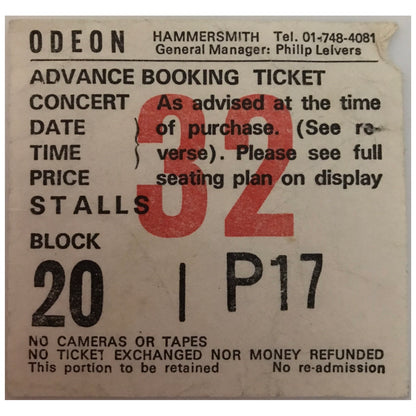 ODEON HAMMERSMITH Tel. 01-748-4081
General Manager: Philip Leivers
ADVANCE BOOKING TICKET
CONCERT As advised at the time
DATE ) of purchase. (See re-
TIME ) verse). Please see full
PRICE seating plan on display
32
STALLS
BLOCK
20 | P17
NO CAMERAS OR TAPES
NO TICKET EXCHANGED NOR MONEY REFUNDED
This portion to be retained No re-admission